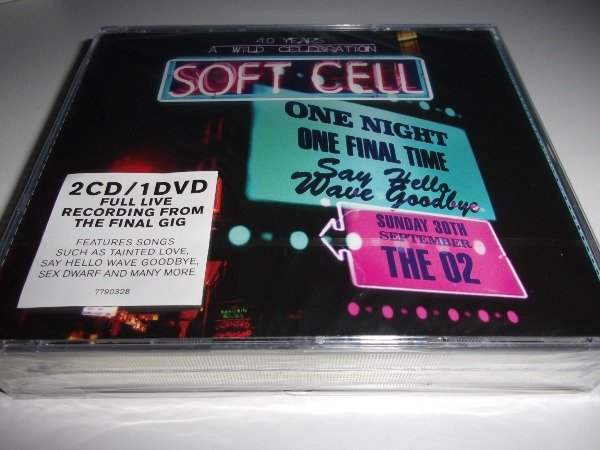 40 YEARS
A WILD CELEBRATION
SOFT CELL
ONE NIGHT
ONE FINAL TIME
Say Hello
Wave Goodbye
SUNDAY 30TH
SEPTEMBER
THE O2
2CD/1DVD
FULL LIVE
RECORDING FROM
THE FINAL GIG
FEATURES SONGS
SUCH AS TAINTED LOVE,
SAY HELLO WAVE GOODBYE,
SEX DWARF AND MANY MORE
7790328
BOOKS
LICENSED